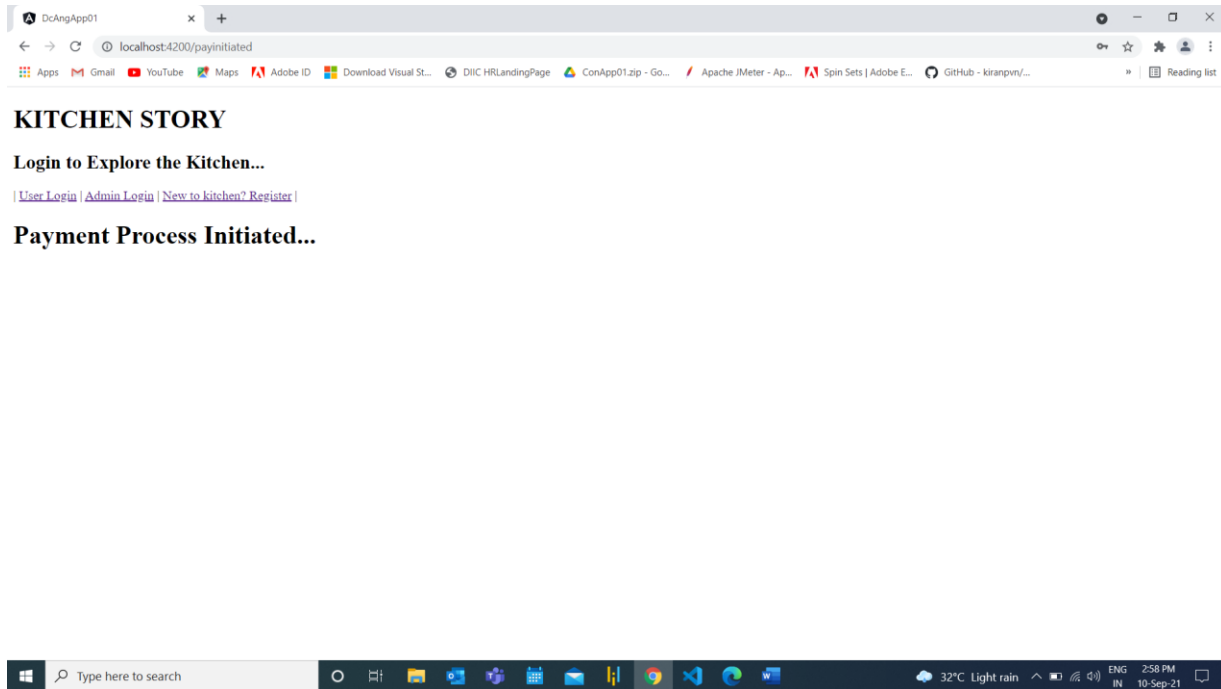 DcAngApp01
localhost:4200/payinitiated
Apps Gmail YouTube Maps Adobe ID Download Visual St... DIIC HRLandingPage ConApp01.zip - Go... Apache JMeter - Ap... Spin Sets | Adobe E... GitHub - kiranpvn/... » Reading list
KITCHEN STORY
Login to Explore the Kitchen...
| User Login | Admin Login | New to kitchen? Register |
Payment Process Initiated...
Type here to search
32°C Light rain
ENG
IN
2:58 PM
10-Sep-21